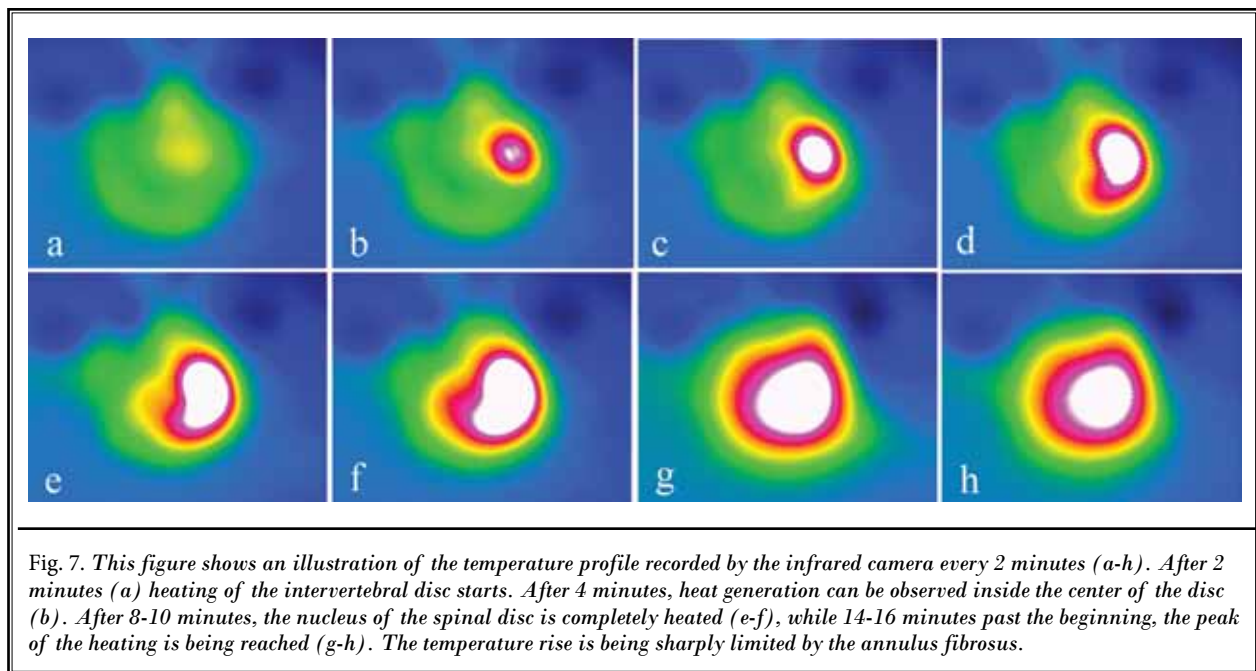 a
b
c
d
e
f
g
h
Fig. 7. This figure shows an illustration of the temperature profile recorded by the infrared camera every 2 minutes (a-h). After 2
minutes (a) heating of the intervertebral disc starts. After 4 minutes, heat generation can be observed inside the center of the disc
(b). After 8-10 minutes, the nucleus of the spinal disc is completely heated (e-f), while 14-16 minutes past the beginning, the peak
of the heating is being reached (g-h). The temperature rise is being sharply limited by the annulus fibrosus.